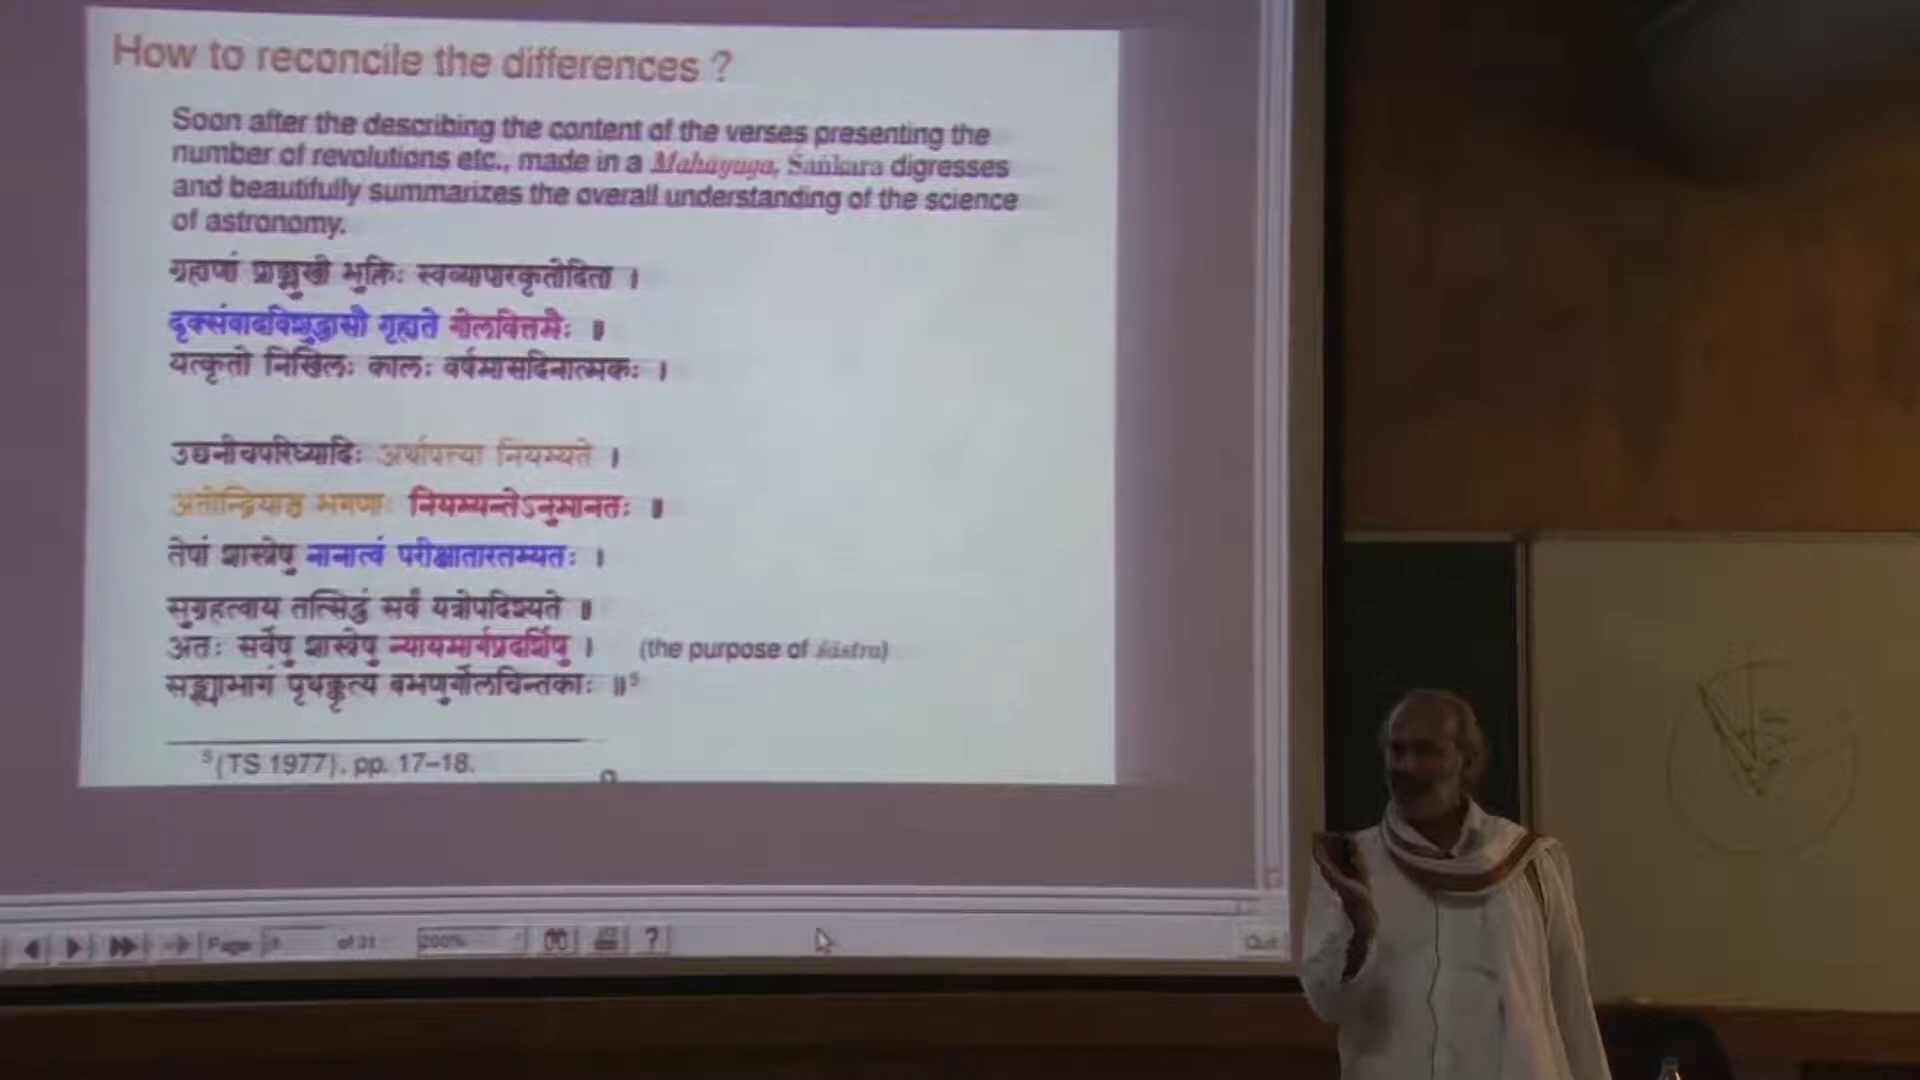 How to reconcile the differences ?
Soon after the describing the content of the verses presenting the
number of revolutions etc., made in a Mahāyuga, Śaṅkara digresses
and beautifully summarizes the overall understanding of the science
of astronomy.
ग्रहाणां प्राङ्मुखी भुक्तिः स्वव्यापारकृतोदिता ।
दृक्संवादविशुद्धासौ गृह्यते गोलवित्तमैः ॥
यत्कृतो निखिलः कालः वर्षमासदिनात्मकः ।
उच्चनीचपरिध्यादिः अर्थापत्त्या नियम्यते ।
अतीन्द्रियाश्च भगणाः नियम्यन्तेऽनुमानतः ॥
तेषां शास्त्रेषु नानात्वं परीक्षातारतम्यतः ।
सुग्रहत्वाय तत्सिद्धं सर्वं यत्रोपदिश्यते ॥
अतः सर्वेषु शास्त्रेषु न्यायमार्गप्रदर्शिषु । (the purpose of śāstra)
सङ्ख्याभागं पृथक्कृत्य बभणुर्गोलचिन्तकाः ॥5
5(TS 1977), pp. 17–18.
Page of 31 200% ? Quit